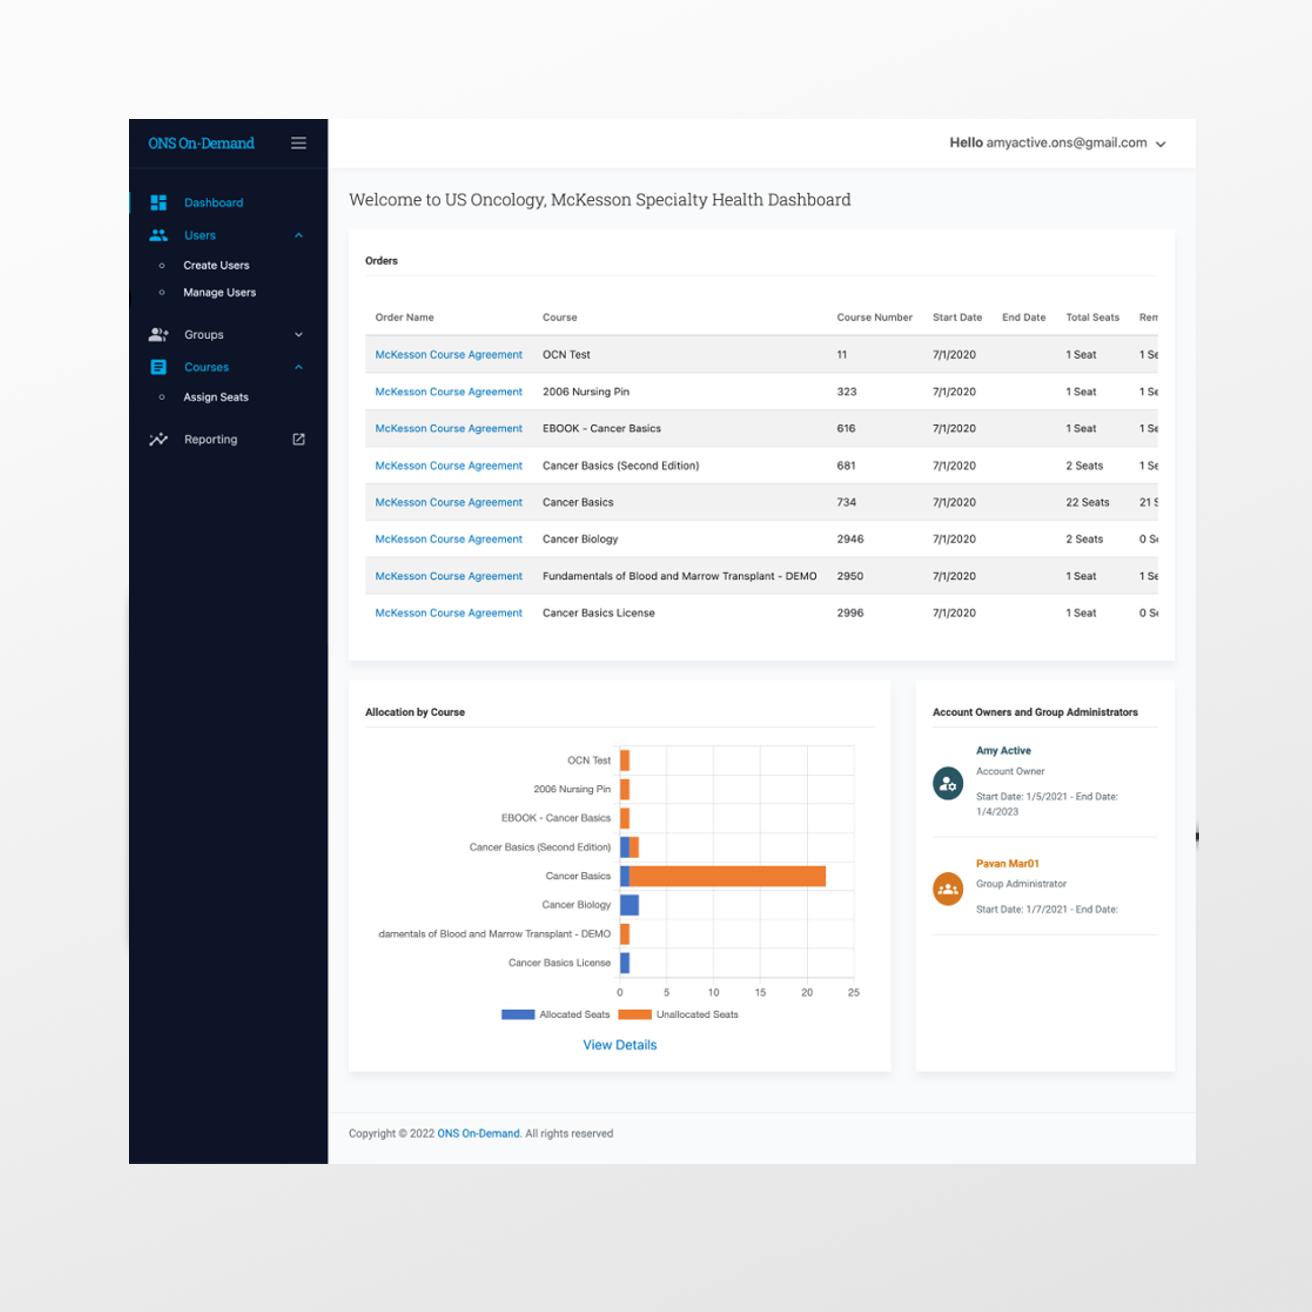 ONS On-Demand
Hello amyactive.ons@gmail.com
Dashboard
Users
Create Users
Manage Users
Groups
Courses
Assign Seats
Reporting
Welcome to US Oncology, McKesson Specialty Health Dashboard
Orders
Order Name Course Course Number Start Date End Date Total Seats Rem
McKesson Course Agreement OCN Test 11 7/1/2020 1 Seat 1 Se
McKesson Course Agreement 2006 Nursing Pin 323 7/1/2020 1 Seat 1 Se
McKesson Course Agreement EBOOK - Cancer Basics 616 7/1/2020 1 Seat 1 Se
McKesson Course Agreement Cancer Basics (Second Edition) 681 7/1/2020 2 Seats 1 Se
McKesson Course Agreement Cancer Basics 734 7/1/2020 22 Seats 21 S
McKesson Course Agreement Cancer Biology 2946 7/1/2020 2 Seats 0 Se
McKesson Course Agreement Fundamentals of Blood and Marrow Transplant - DEMO 2950 7/1/2020 1 Seat 1 Se
McKesson Course Agreement Cancer Basics License 2996 7/1/2020 1 Seat 0 Se
Allocation by Course
OCN Test
2006 Nursing Pin
EBOOK - Cancer Basics
Cancer Basics (Second Edition)
Cancer Basics
Cancer Biology
damentals of Blood and Marrow Transplant - DEMO
Cancer Basics License
0 5 10 15 20 25
Allocated Seats Unallocated Seats
View Details
Account Owners and Group Administrators
Amy Active
Account Owner
Start Date: 1/5/2021 - End Date:
1/4/2023
Pavan Mar01
Group Administrator
Start Date: 1/7/2021 - End Date:
Copyright © 2022 ONS On-Demand. All rights reserved